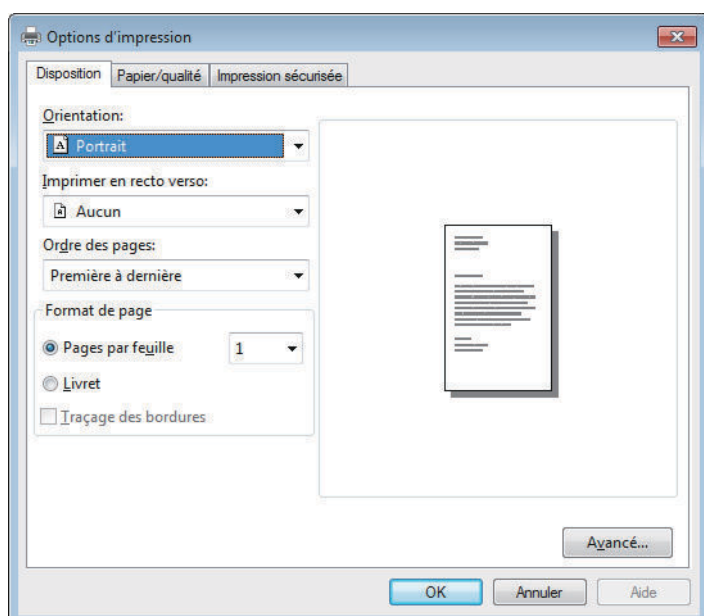 Options d'impression
Disposition Papier/qualité Impression sécurisée
Orientation:
A Portrait
Imprimer en recto verso:
Aucun
Ordre des pages:
Première à dernière
Format de page
Pages par feuille 1
Livret
Traçage des bordures
Avancé...
OK Annuler Aide